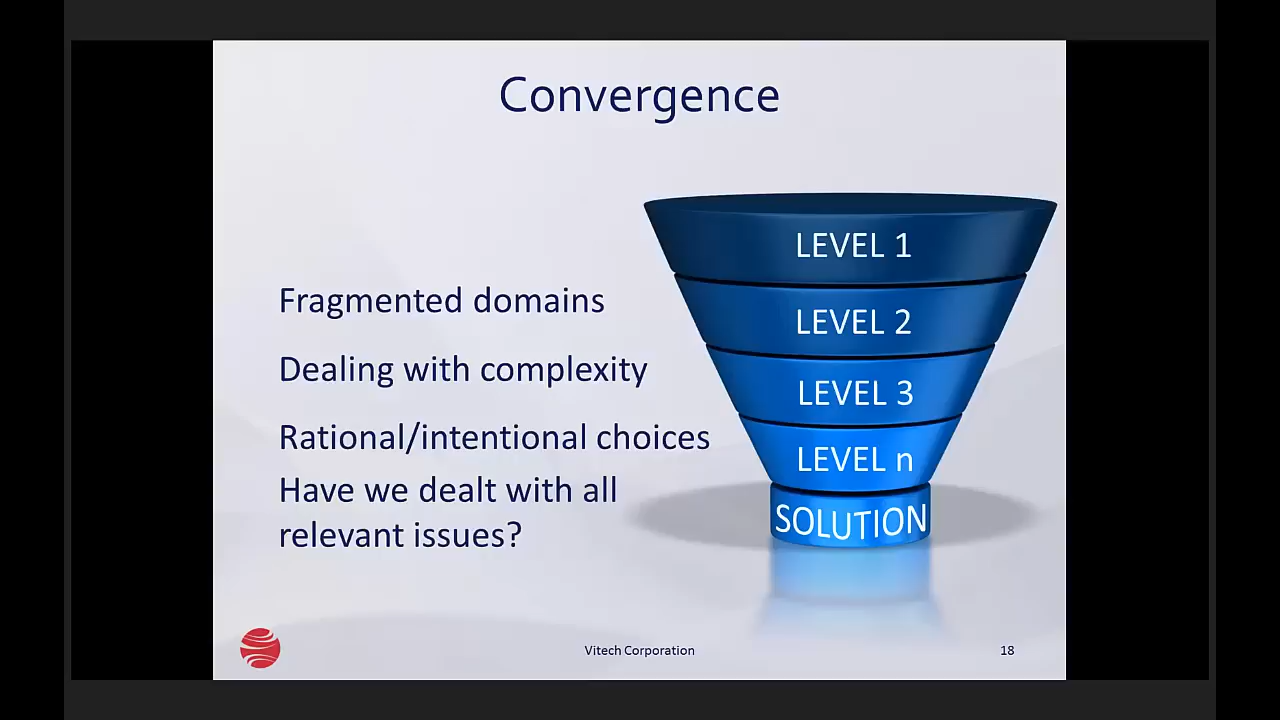 Convergence
Fragmented domains
Dealing with complexity
Rational/intentional choices
Have we dealt with all
relevant issues?
LEVEL 1
LEVEL 2
LEVEL 3
LEVEL n
SOLUTION
Vitech Corporation
18